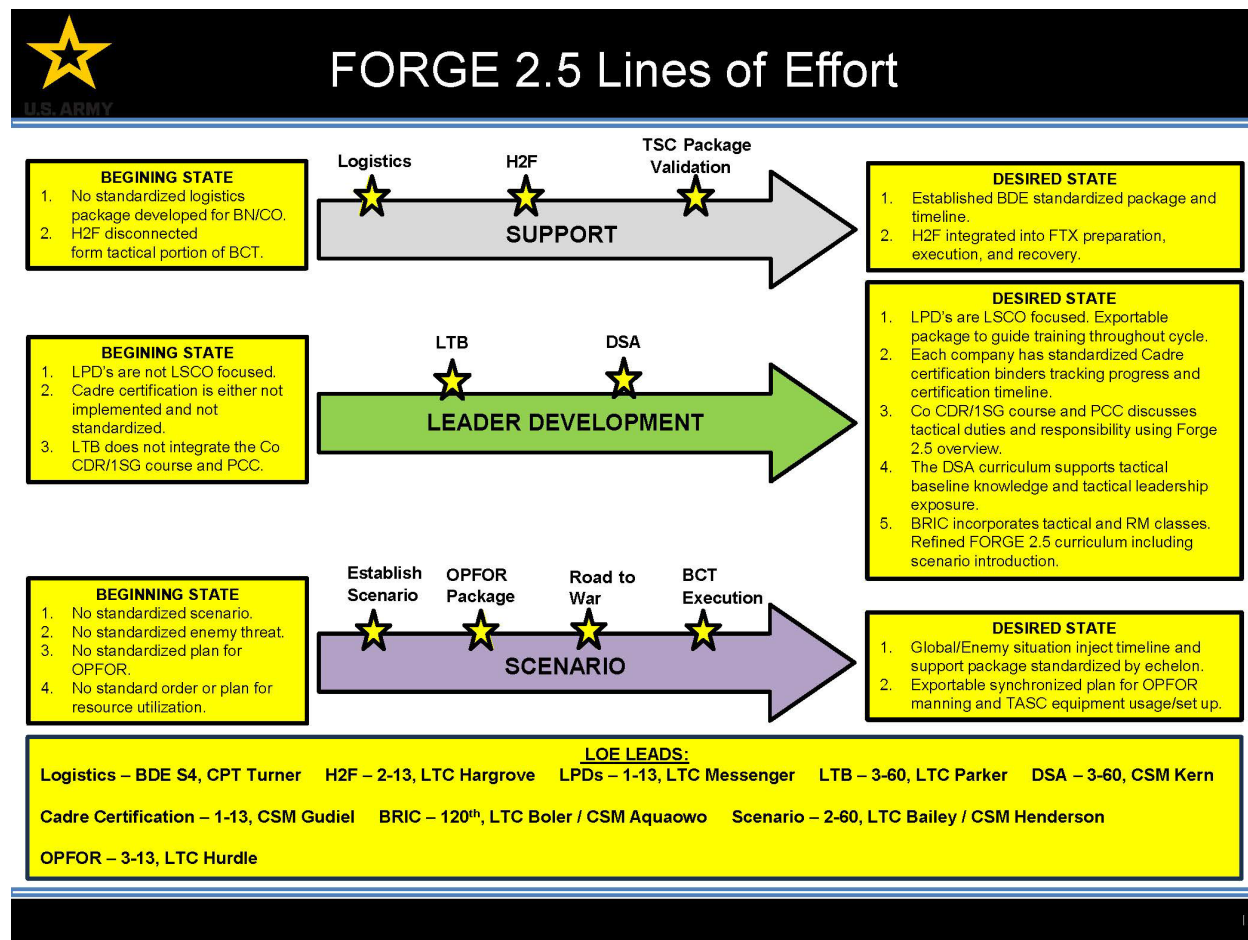 U.S. ARMY
FORGE 2.5 Lines of Effort
BEGINING STATE
1. No standardized logistics
package developed for BN/CO.
2. H2F disconnected
form tactical portion of BCT.
Logistics
H2F
TSC Package
Validation
SUPPORT
DESIRED STATE
1. Established BDE standardized package and
timeline.
2. H2F integrated into FTX preparation,
execution, and recovery.
BEGINING STATE
1. LPD's are not LSCO focused.
2. Cadre certification is either not
implemented and not
standardized.
3. LTB does not integrate the Co
CDR/1SG course and PCC.
LTB
DSA
LEADER DEVELOPMENT
DESIRED STATE
1. LPD's are LSCO focused. Exportable
package to guide training throughout cycle.
2. Each company has standardized Cadre
certification binders tracking progress and
certification timeline.
3. Co CDR/1SG course and PCC discusses
tactical duties and responsibility using Forge
2.5 overview.
4. The DSA curriculum supports tactical
baseline knowledge and tactical leadership
exposure.
5. BRIC incorporates tactical and RM classes.
Refined FORGE 2.5 curriculum including
scenario introduction.
BEGINNING STATE
1. No standardized scenario.
2. No standardized enemy threat.
3. No standardized plan for
OPFOR.
4. No standard order or plan for
resource utilization.
Establish
Scenario
OPFOR
Package
Road to
War
BCT
Execution
SCENARIO
DESIRED STATE
1. Global/Enemy situation inject timeline and
support package standardized by echelon.
2. Exportable synchronized plan for OPFOR
manning and TASC equipment usage/set up.
LOE LEADS:
Logistics – BDE S4, CPT Turner H2F – 2-13, LTC Hargrove LPDs – 1-13, LTC Messenger LTB – 3-60, LTC Parker DSA – 3-60, CSM Kern
Cadre Certification – 1-13, CSM Gudiel BRIC – 120th, LTC Boler / CSM Aquaowo Scenario – 2-60, LTC Bailey / CSM Henderson
OPFOR – 3-13, LTC Hurdle